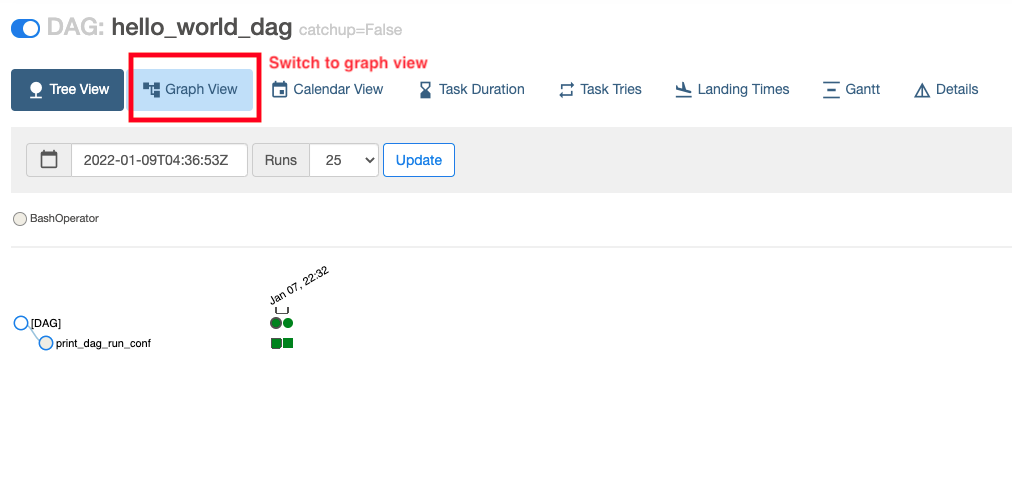 DAG: hello_world_dag catchup=False
Switch to graph view
Tree View Graph View Calendar View Task Duration Task Tries Landing Times Gantt Details
2022-01-09T04:36:53Z Runs 25 Update
BashOperator
Jan 07, 22:32
[DAG]
print_dag_run_conf